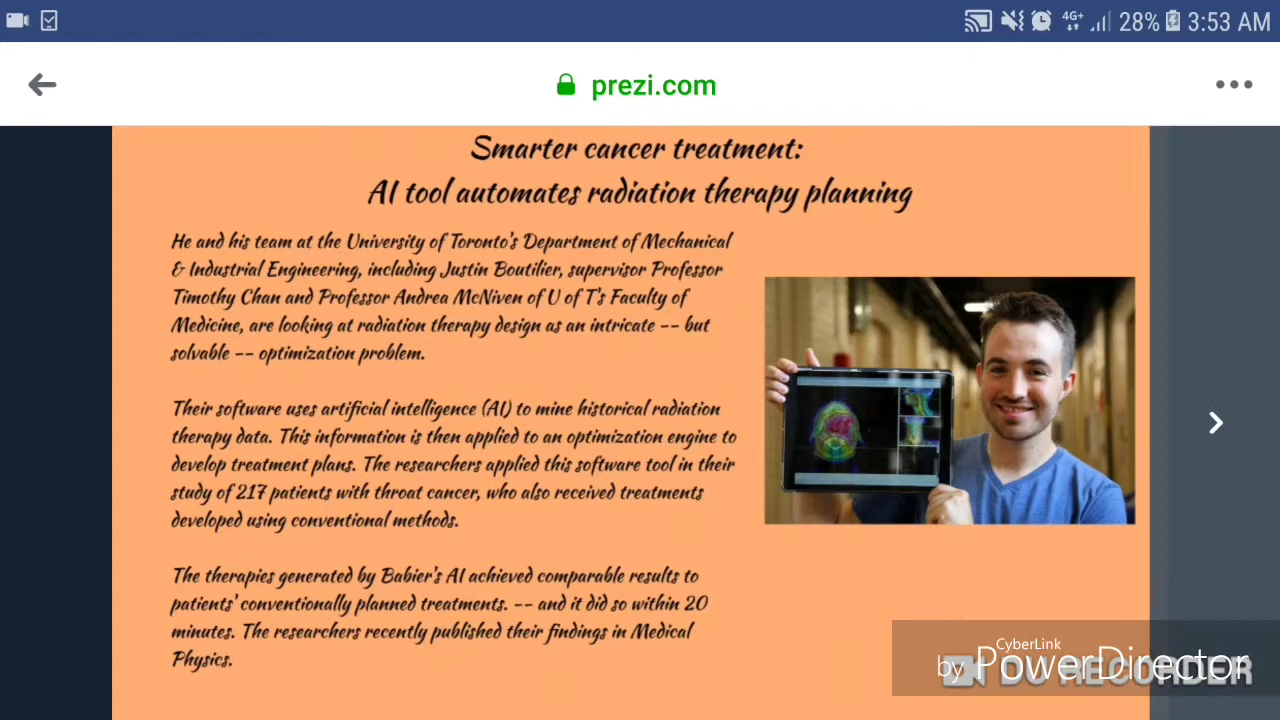 4G+ 28% 3:53 AM
prezi.com
Smarter cancer treatment:
AI tool automates radiation therapy planning
He and his team at the University of Toronto's Department of Mechanical
& Industrial Engineering, including Justin Boutilier, supervisor Professor
Timothy Chan and Professor Andrea McNiven of U of T's Faculty of
Medicine, are looking at radiation therapy design as an intricate -- but
solvable -- optimization problem.
Their software uses artificial intelligence (AI) to mine historical radiation
therapy data. This information is then applied to an optimization engine to
develop treatment plans. The researchers applied this software tool in their
study of 217 patients with throat cancer, who also received treatments
developed using conventional methods.
The therapies generated by Babier's AI achieved comparable results to
patients' conventionally planned treatments. -- and it did so within 20
minutes. The researchers recently published their findings in Medical
Physics.
CyberLink
by PowerDirector
DU RECORDER